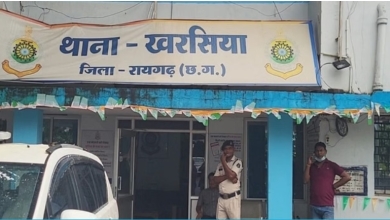 थाना - खरसिया
जिला - रायगढ़ (छ.ग.)